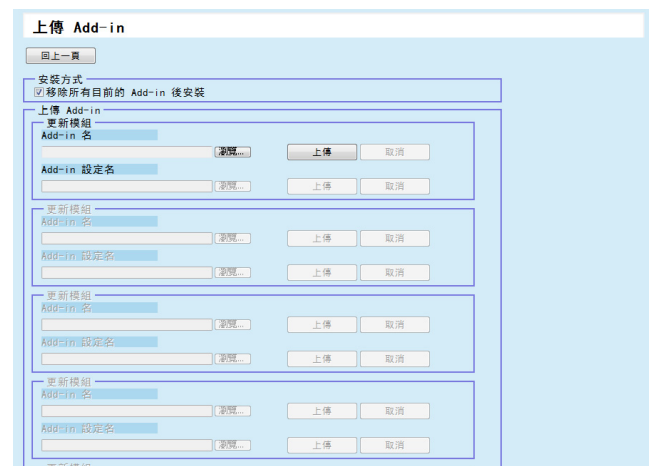 上傳 Add-in
回上一頁
安裝方式
移除所有目前的 Add-in 後安裝
上傳 Add-in
更新模組
Add-in 名
瀏覽... 上傳 取消
Add-in 設定名
瀏覽... 上傳 取消
更新模組
Add-in 名
瀏覽... 上傳 取消
Add-in 設定名
瀏覽... 上傳 取消
更新模組
Add-in 名
瀏覽... 上傳 取消
Add-in 設定名
瀏覽... 上傳 取消
更新模組
Add-in 名
瀏覽... 上傳 取消
Add-in 設定名
瀏覽... 上傳 取消
更新模組